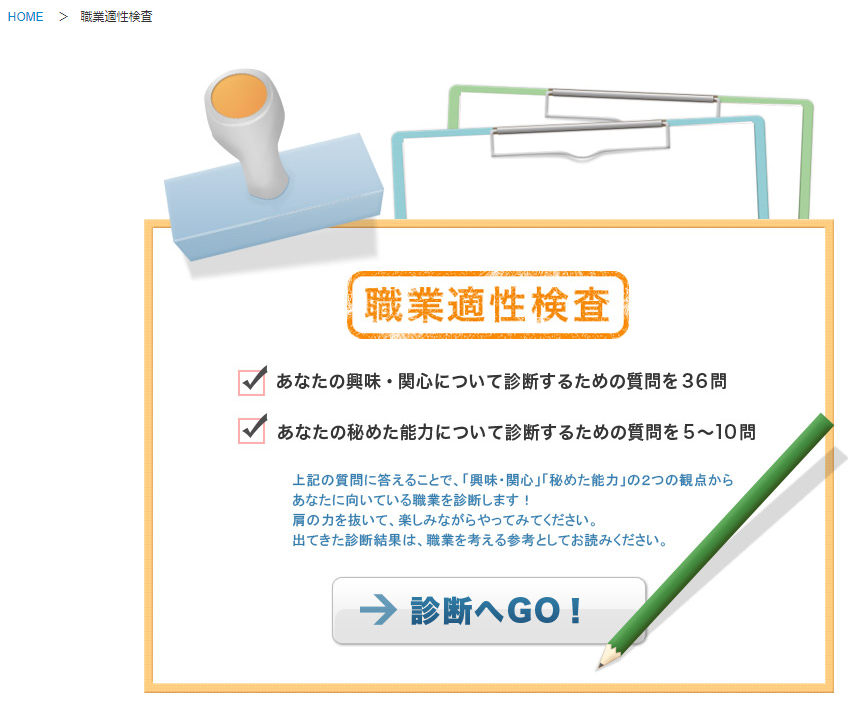 HOME ＞ 職業適性検査
職業適性検査
あなたの興味・関心について診断するための質問を３６問
あなたの秘めた能力について診断するための質問を５～１０問
上記の質問に答えることで、「興味・関心」「秘めた能力」の２つの観点から
あなたに向いている職業を診断します！
肩の力を抜いて、楽しみながらやってみてください。
出てきた診断結果は、職業を考える参考としてお読みください。
診断へGO！